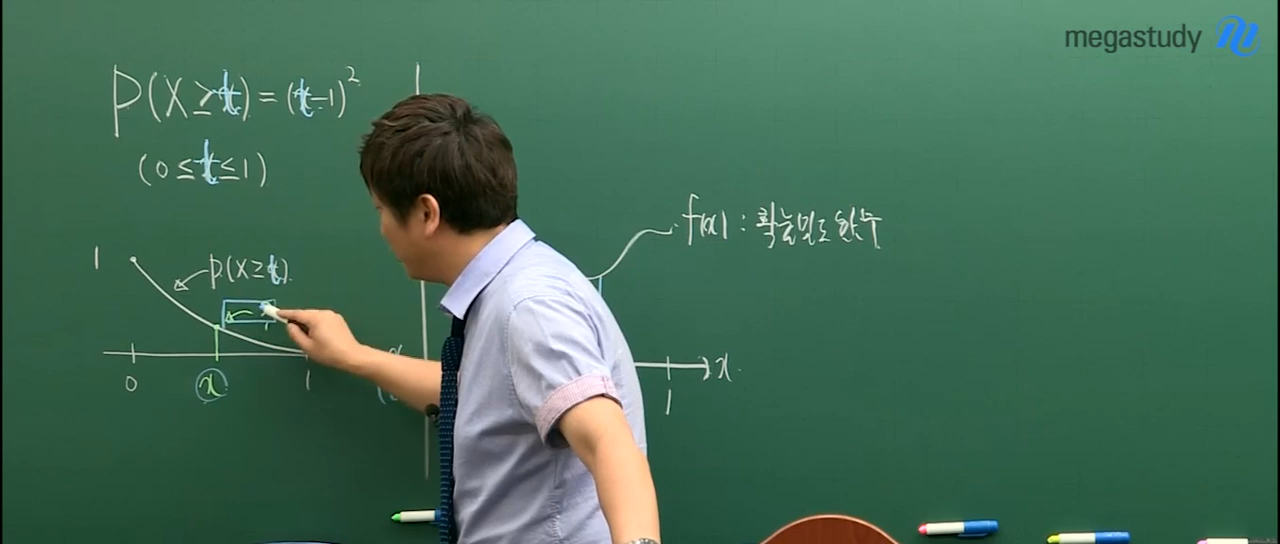 megastudy
P(X≥t)=(t-1)²
(0≤t≤1)
f(x) : 확률밀도함수
1
P(X≥t)
x
0
x
1
1